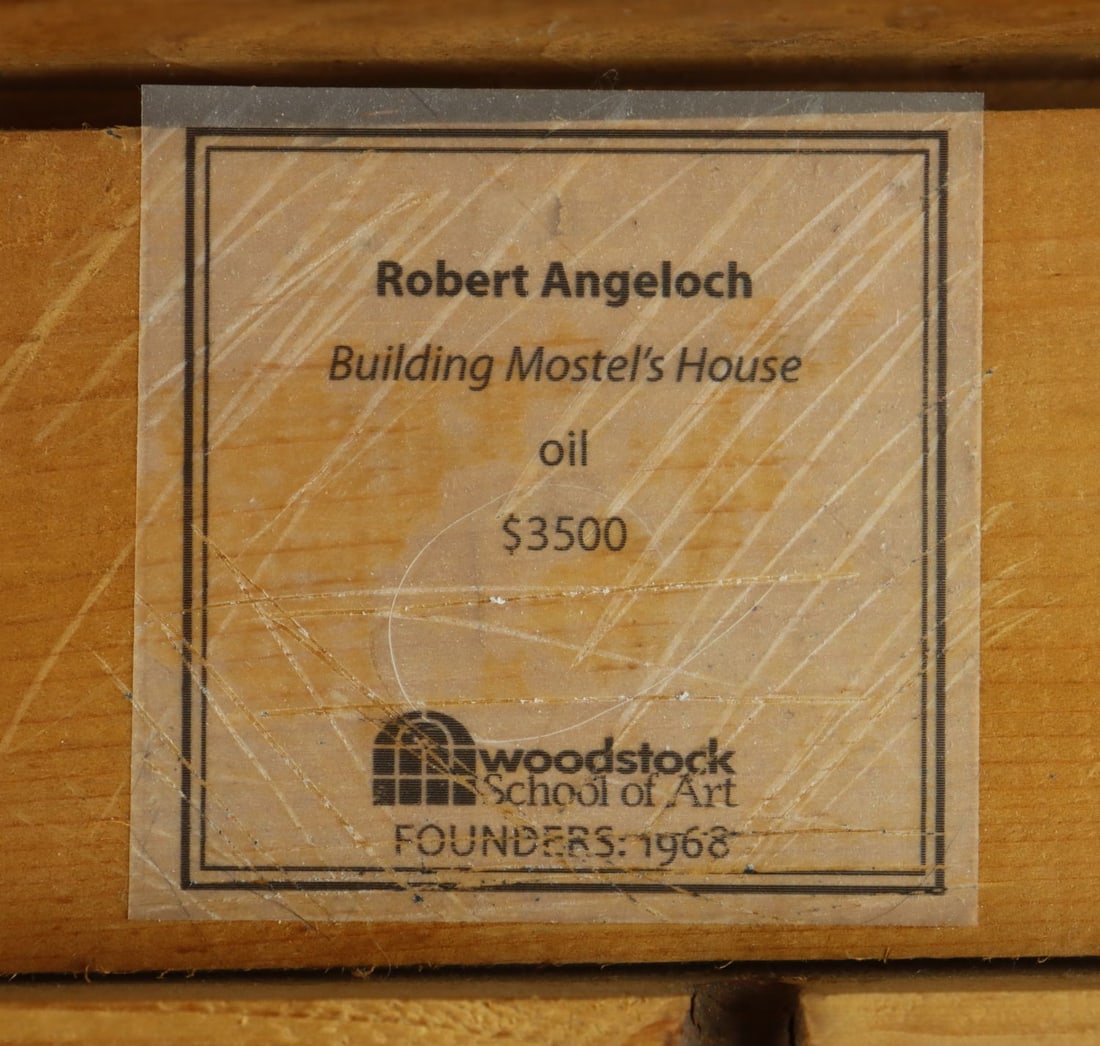 Robert Angeloch
Building Mostel's House
oil
$3500
woodstock
School of Art
FOUNDERS: 1968